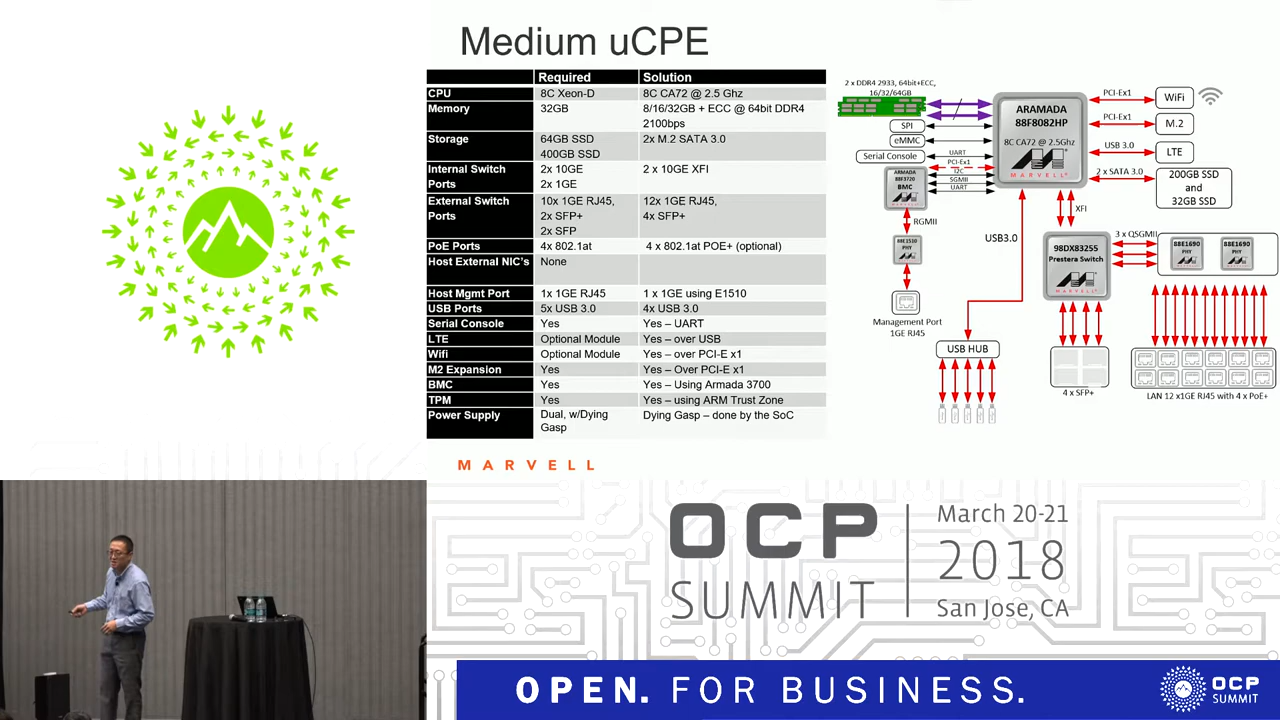 Medium uCPE
Required Solution
CPU 8C Xeon-D 8C CA72 @ 2.5 Ghz
Memory 32GB 8/16/32GB + ECC @ 64bit DDR4
2100bps
Storage 64GB SSD 2x M.2 SATA 3.0
400GB SSD
Internal Switch 2x 10GE 2 x 10GE XFI
Ports 2x 1GE
External Switch 10x 1GE RJ45, 12x 1GE RJ45,
Ports 2x SFP+ 4x SFP+
2x SFP
PoE Ports 4x 802.1at 4 x 802.1at POE+ (optional)
Host External NIC's None
Host Mgmt Port 1x 1GE RJ45 1 x 1GE using E1510
USB Ports 5x USB 3.0 4x USB 3.0
Serial Console Yes Yes – UART
LTE Optional Module Yes – over USB
Wifi Optional Module Yes – over PCI-E x1
M2 Expansion Yes Yes – Over PCI-E x1
BMC Yes Yes – Using Armada 3700
TPM Yes Yes – using ARM Trust Zone
Power Supply Dual, w/Dying Dying Gasp – done by the SoC
Gasp
2 x DDR4 2933, 64bit+ECC,
16/32/64GB
SPI
eMMC
Serial Console
UART
PCI-Ex1
I2C
SGMII
UART
ARMADA
88F3720
BMC
RGMII
88E1510
PHY
Management Port
1GE RJ45
ARAMADA
88F8082HP
8C CA72 @ 2.5Ghz
MARVELL
PCI-Ex1
WiFi
PCI-Ex1
M.2
USB 3.0
LTE
2 x SATA 3.0
200GB SSD
and
32GB SSD
XFI
USB3.0
98DX83255
Prestera Switch
MARVELL
3 x QSGMII
88E1690
PHY
88E1690
PHY
USB HUB
4 x SFP+
LAN 12 x1GE RJ45 with 4 x PoE+
MARVELL
OCP
SUMMIT
March 20-21
2018
San Jose, CA
OPEN. FOR BUSINESS.
OCP
SUMMIT